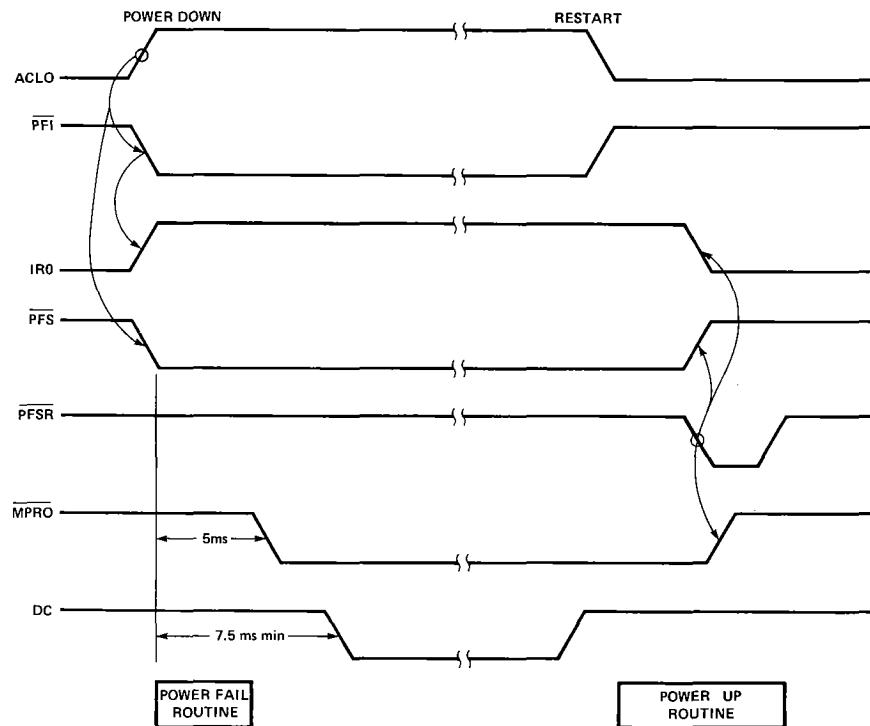 POWER DOWN
RESTART
ACLO
PFI
IR0
PFS
PFSR
MPRO
5ms
DC
7.5 ms min
POWER FAIL
ROUTINE
POWER UP
ROUTINE